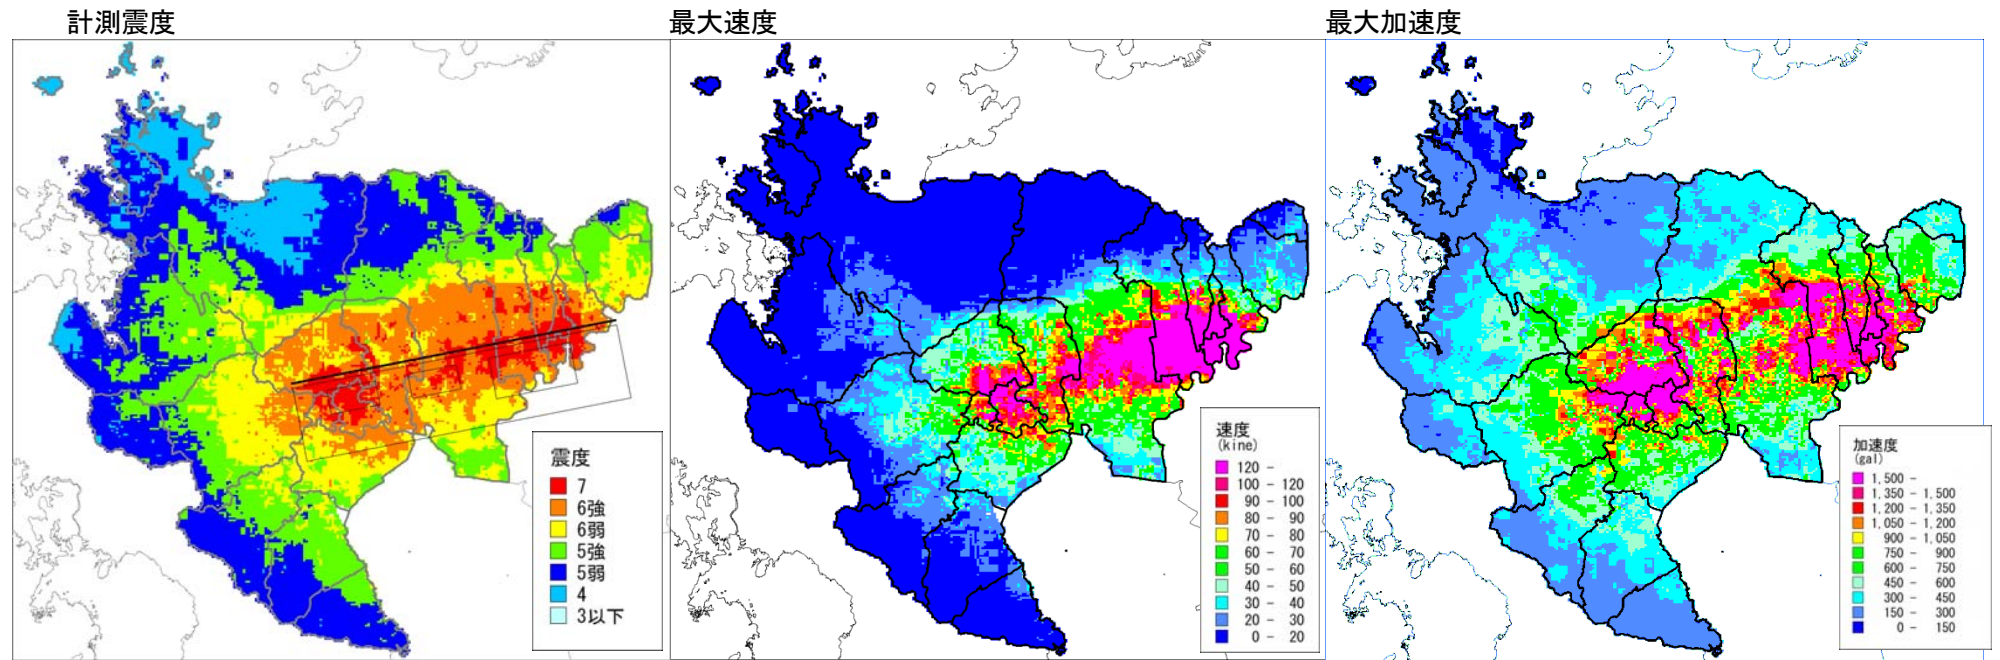 計測震度
最大速度
最大加速度
震度
7
6強
6弱
5強
5弱
4
3以下
速度
(kine)
120 -
100 - 120
90 - 100
80 - 90
70 - 80
60 - 70
50 - 60
40 - 50
30 - 40
20 - 30
0 - 20
加速度
(gal)
1,500 -
1,350 - 1,500
1,200 - 1,350
1,050 - 1,200
900 - 1,050
750 - 900
600 - 750
450 - 600
300 - 450
150 - 300
0 - 150